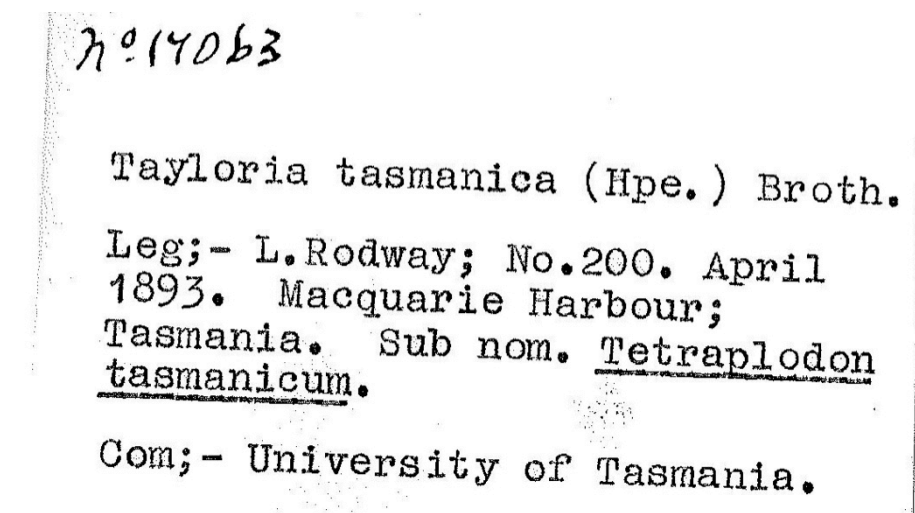 Nº 17063
Tayloria tasmanica (Hpe.) Broth.
Leg;- L.Rodway; No.200. April
1893. Macquarie Harbour;
Tasmania. Sub nom. Tetraplodon
tasmanicum.
Com;- University of Tasmania.